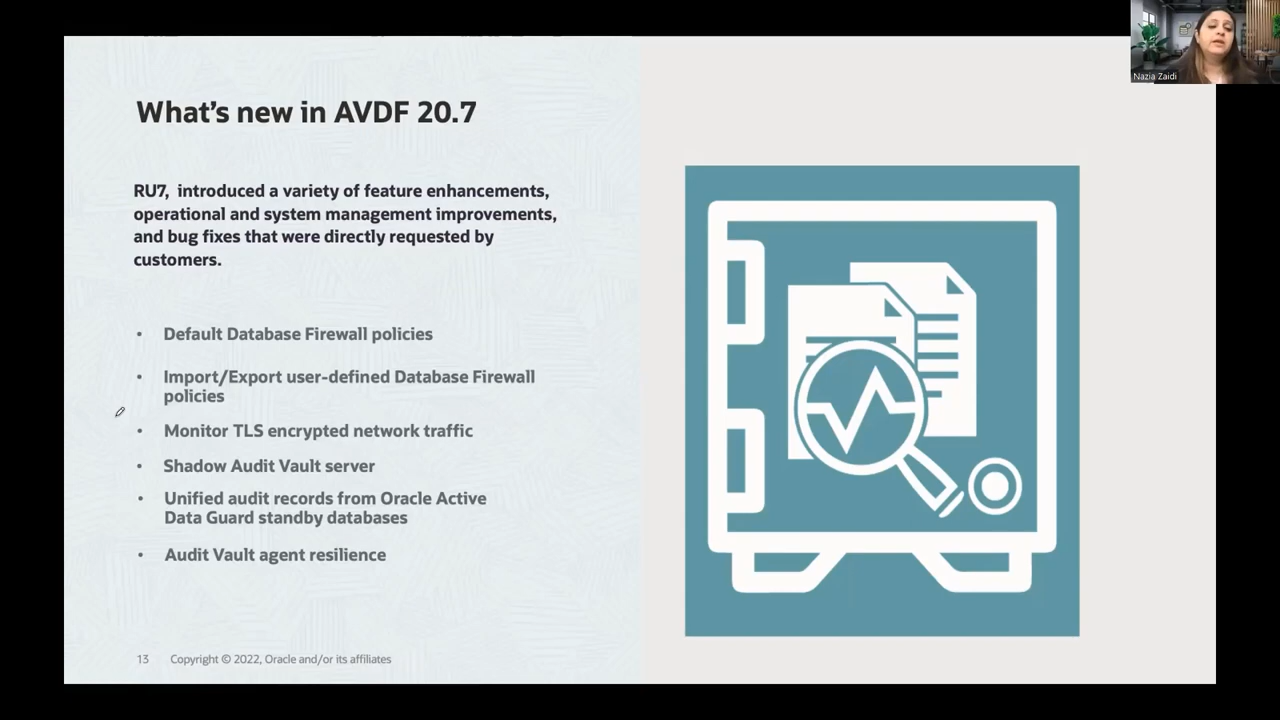 Nazia Zaidi
What's new in AVDF 20.7
RU7, introduced a variety of feature enhancements,
operational and system management improvements,
and bug fixes that were directly requested by
customers.
• Default Database Firewall policies
• Import/Export user-defined Database Firewall
policies
• Monitor TLS encrypted network traffic
• Shadow Audit Vault server
• Unified audit records from Oracle Active
Data Guard standby databases
• Audit Vault agent resilience
13 Copyright © 2022, Oracle and/or its affiliates